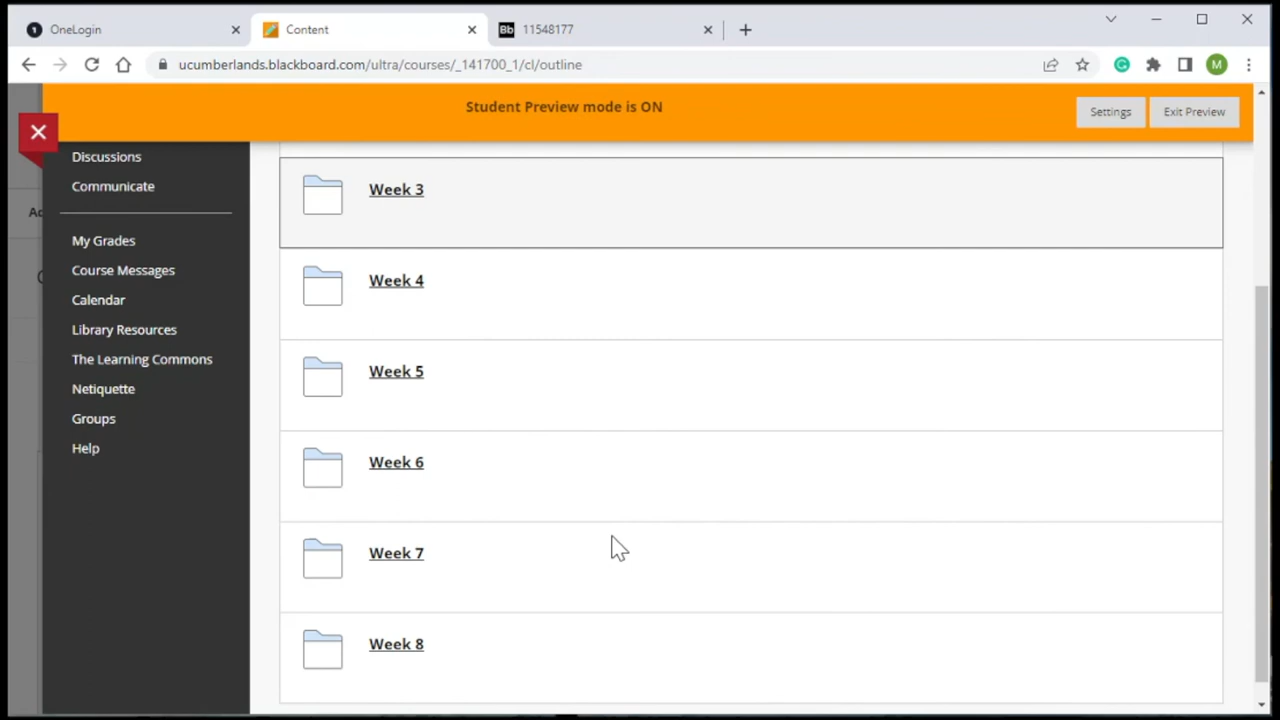 OneLogin
Content
Bb 11548177
ucumberlands.blackboard.com/ultra/courses/_141700_1/cl/outline
M
Student Preview mode is ON
Settings
Exit Preview
Discussions
Communicate
Ac
My Grades
Course Messages
Calendar
Library Resources
The Learning Commons
Netiquette
Groups
Help
Week 3
Week 4
Week 5
Week 6
Week 7
Week 8